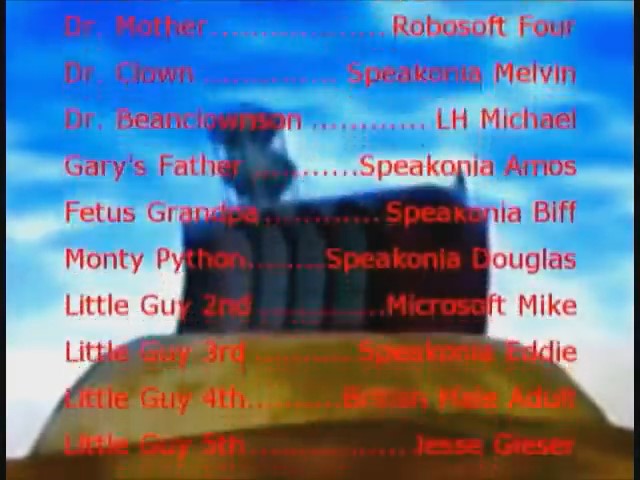 Dr. Mother.................. Robosoft Four
Dr. Clown .............. Speakonia Melvin
Dr. Beanclownson ............ LH Michael
Gary's Father ...........Speakonia Amos
Fetus Grandpa............. Speakonia Biff
Monty Python........Speakonia Douglas
Little Guy 2nd ..............Microsoft Mike
Little Guy 3rd ...........Speakonia Eddie
Little Guy 4th.......... British Male Adult
Little Guy 5th .................. Jesse Gieser